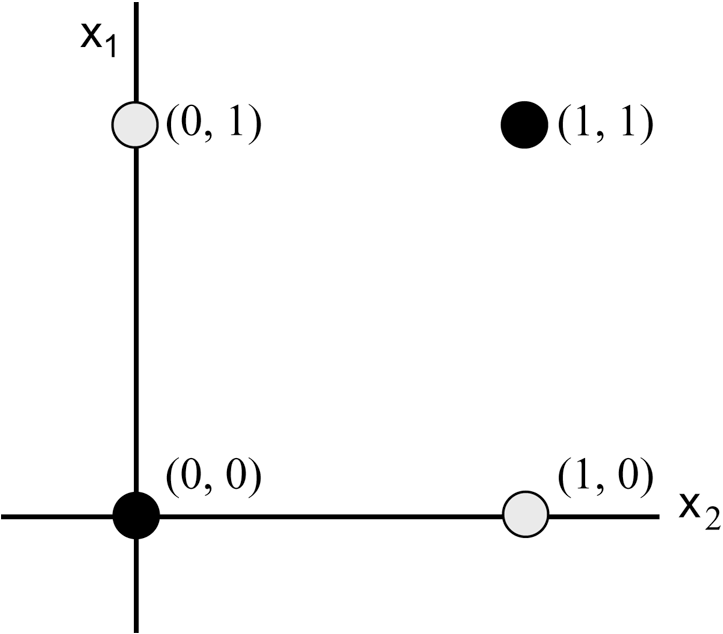 x₁
(0, 1)
(1, 1)
(0, 0)
(1, 0)
x₂